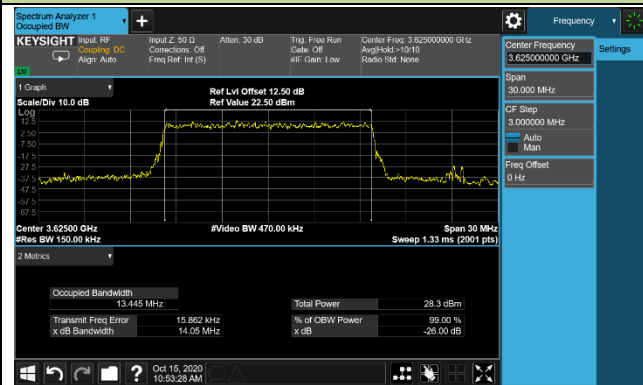 Spectrum Analyzer 1
Occupied BW
Frequency
KEYSIGHT
Input: RF
Coupling: DC
Align: Auto
Input Z: 50 Ω
Corrections: Off
Freq Ref: Int (S)
Atten: 30 dB
Trig: Free Run
Gate: Off
#IF Gain: Low
Center Freq: 3.625000000 GHz
Avg|Hold:>10/10
Radio Std: None
LW
Center Frequency
3.625000000 GHz
Settings
Span
30.000 MHz
CF Step
3.000000 MHz
Auto
Man
Freq Offset
0 Hz
1 Graph
Scale/Div 10.0 dB
Ref Lvl Offset 12.50 dB
Ref Value 22.50 dBm
Log
12.5
2.50
-7.50
-17.5
-27.5
-37.5
-47.5
-57.5
-67.5
Center 3.62500 GHz
#Res BW 150.00 kHz
#Video BW 470.00 kHz
Span 30 MHz
Sweep 1.33 ms (2001 pts)
2 Metrics
Occupied Bandwidth
13.445 MHz
Total Power 28.3 dBm
Transmit Freq Error 15.862 kHz
% of OBW Power 99.00 %
x dB Bandwidth 14.05 MHz
x dB -26.00 dB
Oct 15, 2020
10:53:28 AM